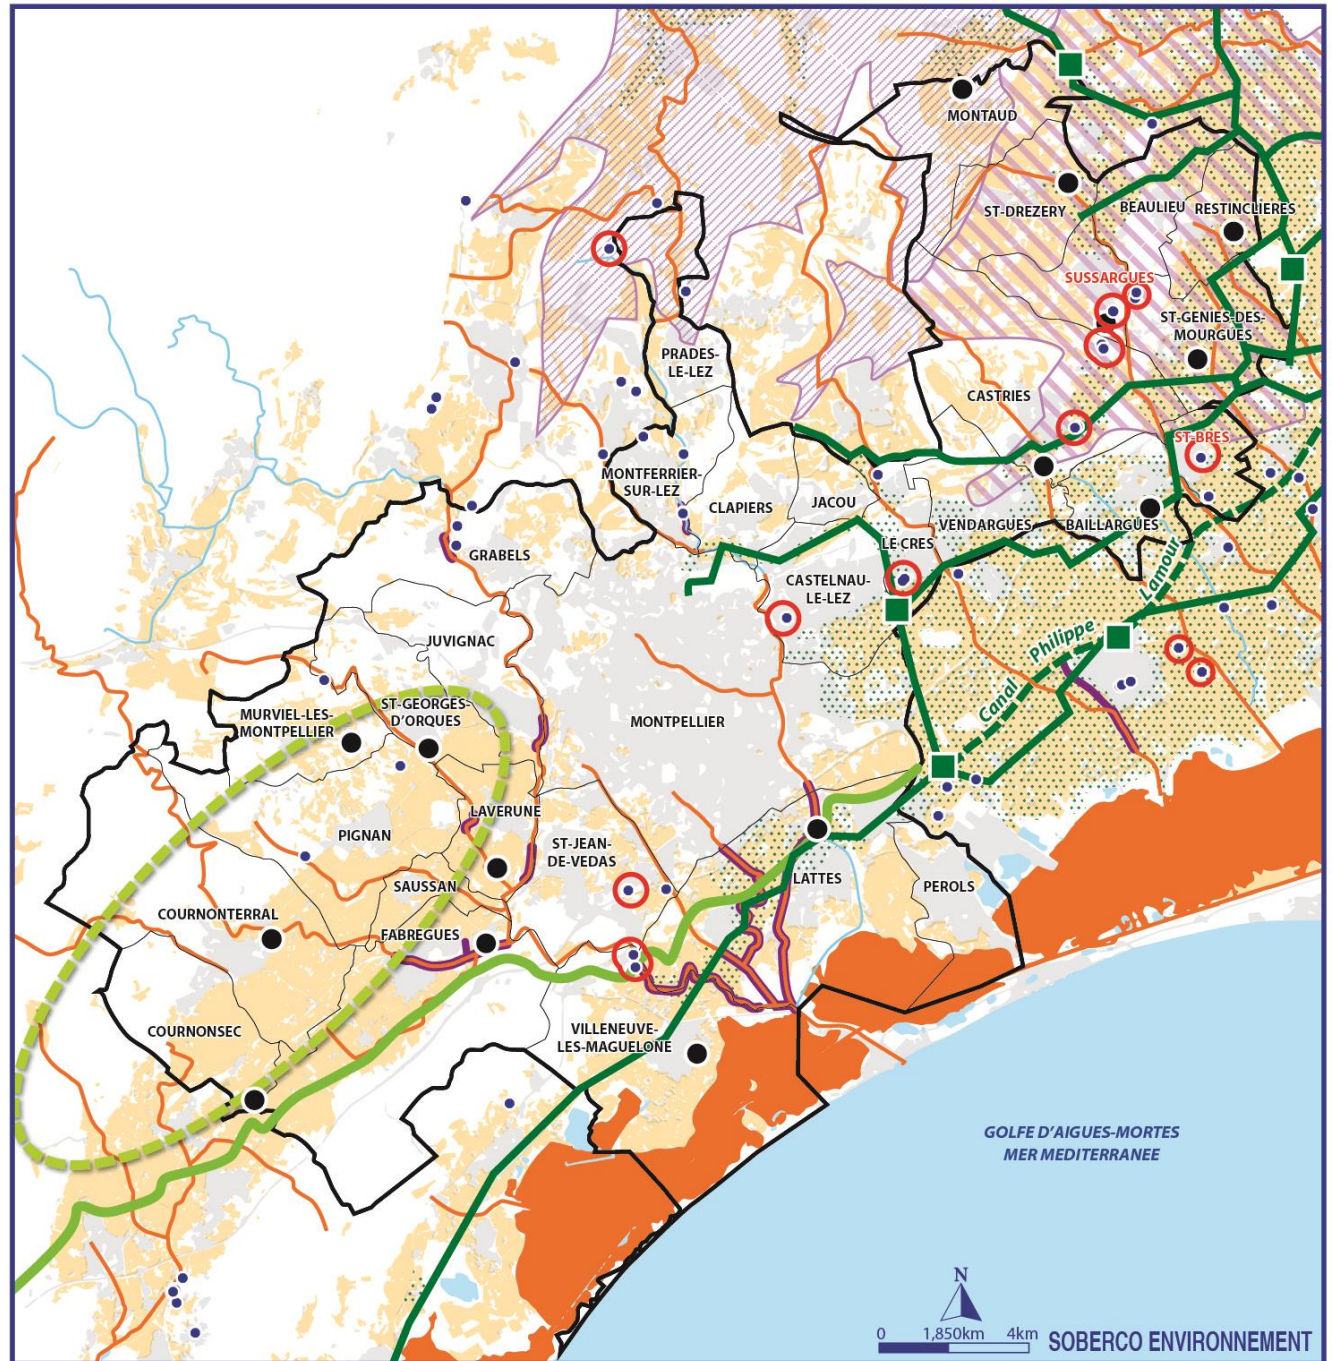 MONTAUD
ST-DREZERY
BEAULIEU
RESTINCLIERES
SUSSARGUES
ST-GENIES-DES-
MOURGUES
PRADES-
LE-LEZ
CASTRIES
ST-BRES
MONTFERRIER-
SUR-LEZ
CLAPIERS
JACOU
VENDARGUES
BAILLARGUES
LE CRES
GRABELS
CASTELNAU-
LE-LEZ
Lamour
Philippe
Canal
JUVIGNAC
ST-GEORGES-
D'ORQUES
MURVIEL-LES-
MONTPELLIER
MONTPELLIER
LAVERUNE
PIGNAN
ST-JEAN-
DE-VEDAS
SAUSSAN
LATTES
PEROLS
COURNONTERRAL
FABREGUES
COURNONSEC
VILLENEUVE-
LES-MAGUELONE
GOLFE D'AIGUES-MORTES
MER MEDITERRANEE
N
0 1,850km 4km
SOBERCO ENVIRONNEMENT